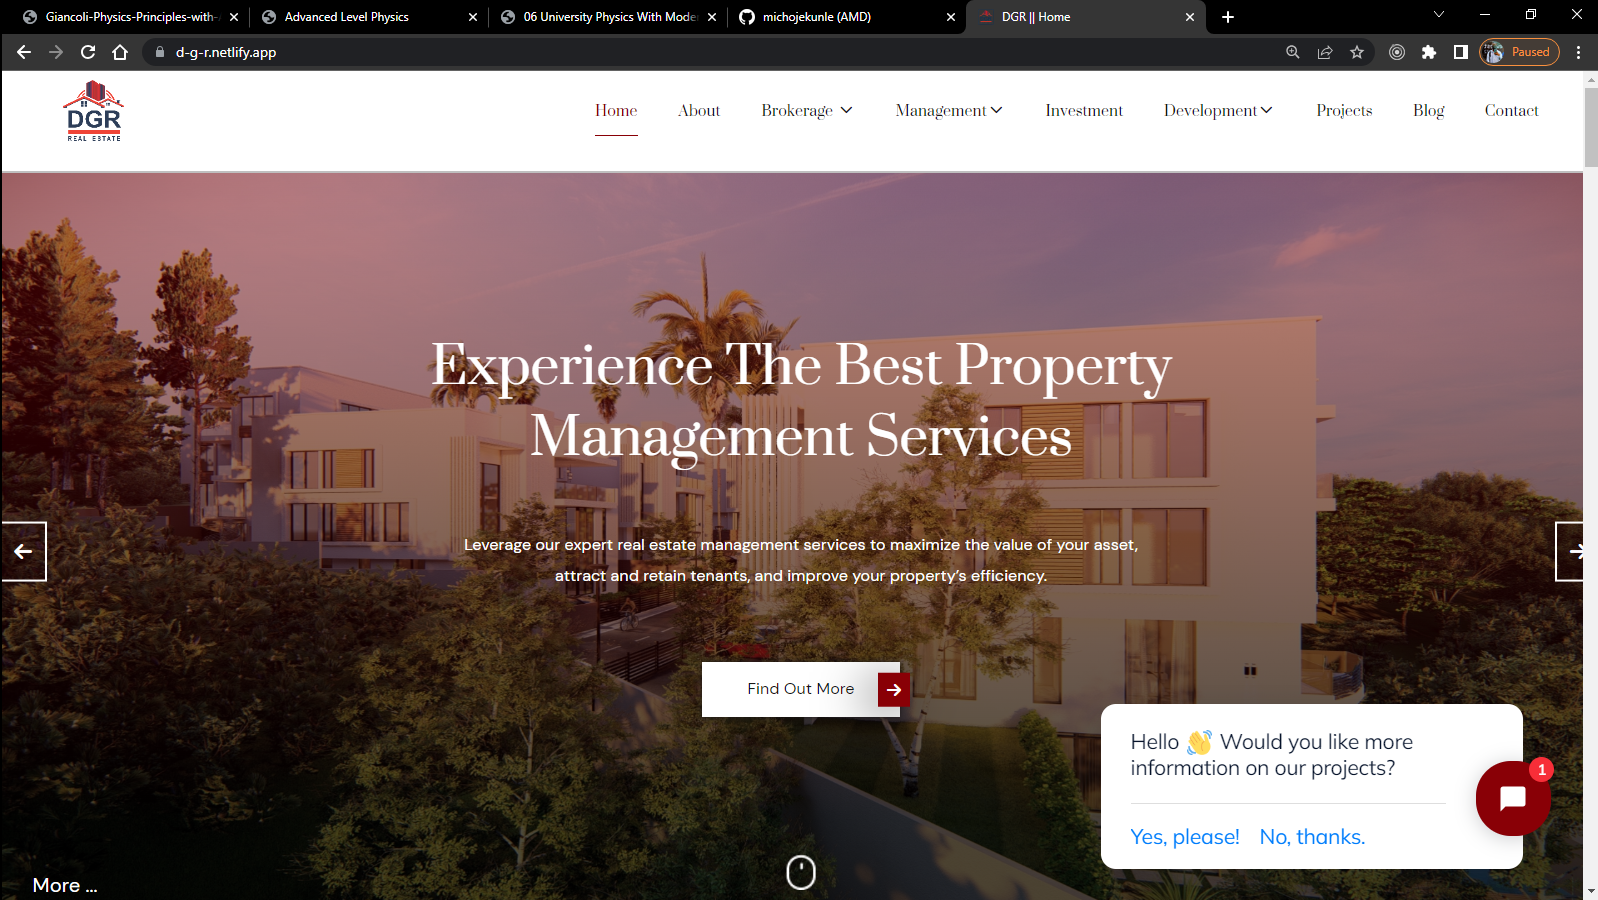 Giancoli-Physics-Principles-with-
Advanced Level Physics
06 University Physics With Mode
michojekunle (AMD)
DGR || Home
d-g-r.netlify.app
Paused
DGR
REAL ESTATE
Home
About
Brokerage
Management
Investment
Development
Projects
Blog
Contact
Experience The Best Property
Management Services
Leverage our expert real estate management services to maximize the value of your asset,
attract and retain tenants, and improve your property's efficiency.
Find Out More
Hello 👋 Would you like more
information on our projects?
1
Yes, please! No, thanks.
More ...